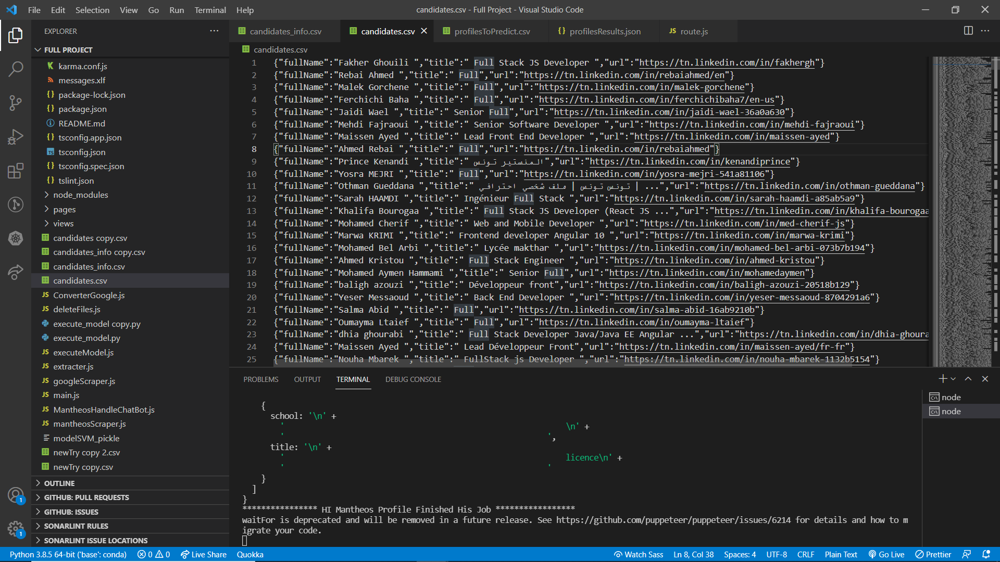 File Edit Selection View Go Run Terminal Help
candidates.csv - Full Project - Visual Studio Code
EXPLORER
FULL PROJECT
karma.conf.js
messages.xlf
package-lock.json
package.json
README.md
tsconfig.app.json
tsconfig.json
tsconfig.spec.json
tslint.json
node_modules
pages
views
candidates copy.csv
candidates_info copy.csv
candidates_info.csv
candidates.csv
ConverterGoogle.js
deleteFiles.js
execute_model copy.py
execute_model.py
executeModel.js
extracter.js
googleScraper.js
main.js
MantheosHandleChatBot.js
mantheosScraper.js
modelSVM_pickle
newTry copy 2.csv
newTry copy.csv
OUTLINE
GITHUB: PULL REQUESTS
GITHUB: ISSUES
SONARLINT RULES
SONARLINT ISSUE LOCATIONS
candidates_info.csv candidates.csv profilesToPredict.csv profilesResults.json route.js
candidates.csv
1 {"fullName":"Fakher Ghouili ","title":" Full Stack JS Developer ","url":"https://tn.linkedin.com/in/fakhergh"}
2 {"fullName":"Rebai Ahmed ","title":" Full","url":"https://tn.linkedin.com/in/rebaiahmed/en"}
3 {"fullName":"Malek Gorchene ","title":" Full","url":"https://tn.linkedin.com/in/malek-gorchene"}
4 {"fullName":"Ferchichi Baha ","title":" Full","url":"https://tn.linkedin.com/in/ferchichibaha7/en-us"}
5 {"fullName":"Jaidi Wael ","title":" Senior Full","url":"https://tn.linkedin.com/in/jaidi-wael-36a0a630"}
6 {"fullName":"Mehdi Fajraoui ","title":" Senior Software Developer ","url":"https://tn.linkedin.com/in/mehdi-fajraoui"}
7 {"fullName":"Maissen Ayed ","title":" Lead Front End Developer ","url":"https://tn.linkedin.com/in/maissen-ayed"}
8 {"fullName":"Ahmed Rebai ","title":" Full","url":"https://tn.linkedin.com/in/rebaiahmed"}
9 {"fullName":"Prince Kenandi ","title":" المنستير تونس","url":"https://tn.linkedin.com/in/kenandiprince"}
10 {"fullName":"Yosra MEJRI ","title":" Full","url":"https://tn.linkedin.com/in/yosra-mejri-541a81106"}
11 {"fullName":"Othman Gueddana ","title":" تونس تونس | ملف شخصي احترافي | ...","url":"https://tn.linkedin.com/in/othman-gueddana"}
12 {"fullName":"Sarah HAAMDI ","title":" Ingénieur Full Stack ","url":"https://tn.linkedin.com/in/sarah-haamdi-a85ab5a9"}
13 {"fullName":"Khalifa Bourogaa ","title":" Full Stack JS Developer (React JS ...","url":"https://tn.linkedin.com/in/khalifa-bourogaa
14 {"fullName":"Mohamed Cherif ","title":" Web and Mobile Developer ","url":"https://tn.linkedin.com/in/med-cherif-js"}
15 {"fullName":"Marwa KRIMI ","title":" Frontend developer Angular 10 ","url":"https://tn.linkedin.com/in/marwa-krimi"}
16 {"fullName":"Mohamed Bel Arbi ","title":" Lycée makthar ","url":"https://tn.linkedin.com/in/mohamed-bel-arbi-073b7b194"}
17 {"fullName":"Ahmed Kristou ","title":" Full Stack Engineer ","url":"https://tn.linkedin.com/in/ahmed-kristou"}
18 {"fullName":"Mohamed Aymen Hammami ","title":" Senior Full","url":"https://tn.linkedin.com/in/mohamedaymen"}
19 {"fullName":"baligh azouzi ","title":" Développeur front","url":"https://tn.linkedin.com/in/baligh-azouzi-20518b129"}
20 {"fullName":"Yeser Messaoud ","title":" Back End Developer ","url":"https://tn.linkedin.com/in/yeser-messaoud-8704291a6"}
21 {"fullName":"Salma Abid ","title":" Full","url":"https://tn.linkedin.com/in/salma-abid-16ab9210b"}
22 {"fullName":"Oumayma Ltaief ","title":" Full","url":"https://tn.linkedin.com/in/oumayma-ltaief"}
23 {"fullName":"dhia ghourabi ","title":" Full Stack Developer Java/Java EE Angular ...","url":"https://tn.linkedin.com/in/dhia-ghoura
24 {"fullName":"Maissen Ayed ","title":" Lead Développeur Front","url":"https://tn.linkedin.com/in/maissen-ayed/fr-fr"}
25 {"fullName":"Nouha Mbarek ","title":" FullStack js Developer ","url":"https://tn.linkedin.com/in/nouha-mbarek-1132b5154"}
PROBLEMS OUTPUT TERMINAL DEBUG CONSOLE
{
school: '\n' +
' \n' +
' ',
title: '\n' +
' licence\n' +
' '
}
]
}
**************** HI Mantheos Profile Finished His Job *****************
waitFor is deprecated and will be removed in a future release. See https://github.com/puppeteer/puppeteer/issues/6214 for details and how to m
igrate your code.
node
node
1
1
Python 3.8.5 64-bit ('base': conda) 0 0 Live Share Quokka Watch Sass Ln 8, Col 38 Spaces: 4 UTF-8 CRLF Plain Text Go Live Prettier